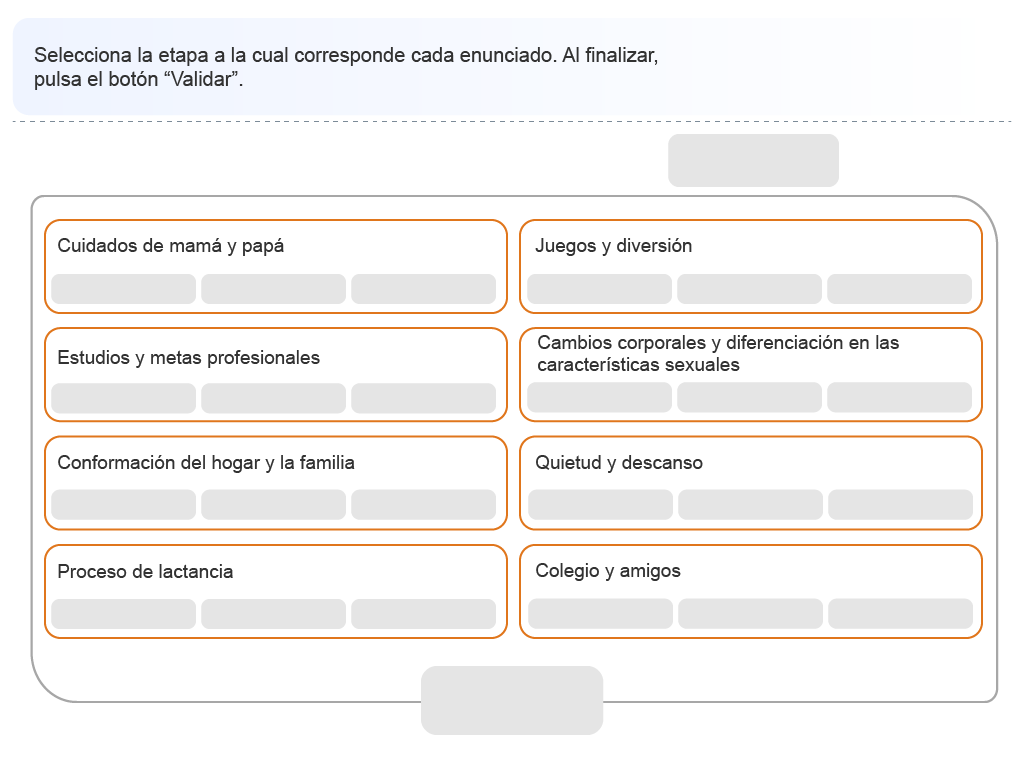 Selecciona la etapa a la cual corresponde cada enunciado. Al finalizar,
pulsa el botón “Validar”.
Cuidados de mamá y papá
Juegos y diversión
Estudios y metas profesionales
Cambios corporales y diferenciación en las
características sexuales
Conformación del hogar y la familia
Quietud y descanso
Proceso de lactancia
Colegio y amigos